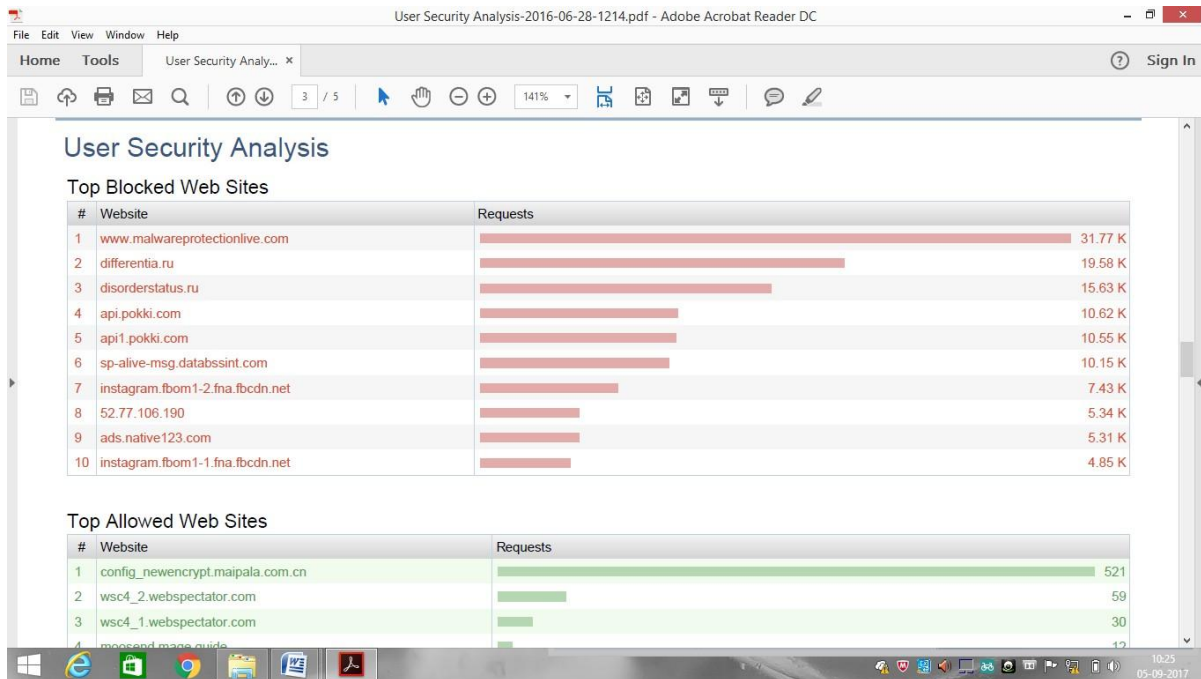 User Security Analysis-2016-06-28-1214.pdf - Adobe Acrobat Reader DC
File Edit View Window Help
Home Tools User Security Analy... × ? Sign In
3 / 5 141%
User Security Analysis
Top Blocked Web Sites
# Website Requests
1 www.malwareprotectionlive.com 31.77 K
2 differentia.ru 19.58 K
3 disorderstatus.ru 15.63 K
4 api.pokki.com 10.62 K
5 api1.pokki.com 10.55 K
6 sp-alive-msg.databssint.com 10.15 K
7 instagram.fbom1-2.fna.fbcdn.net 7.43 K
8 52.77.106.190 5.34 K
9 ads.native123.com 5.31 K
10 instagram.fbom1-1.fna.fbcdn.net 4.85 K
Top Allowed Web Sites
# Website Requests
1 config_newencrypt.maipala.com.cn 521
2 wsc4_2.webspectator.com 59
3 wsc4_1.webspectator.com 30
4 moosend.mage.guide 12
10:25
05-09-2017